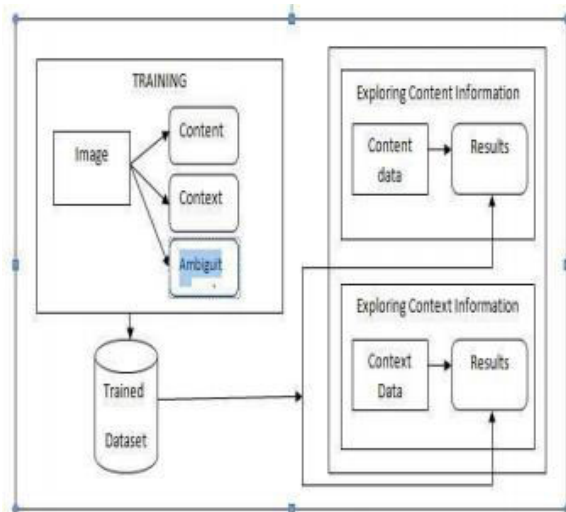 TRAINING
Image
Content
Context
Ambiguit
Trained
Dataset
Exploring Content Information
Content
data
Results
Exploring Context Information
Context
Data
Results